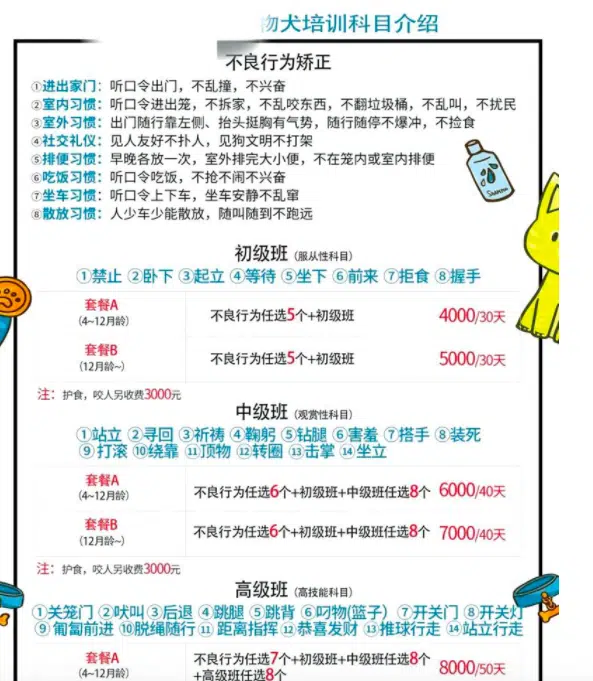 犬培训科目介绍
不良行为矫正
①进出家门：听口令出门，不乱撞，不兴奋
②室内习惯：听口令进出笼，不拆家，不乱咬东西，不翻垃圾桶，不乱叫，不扰民
③室外习惯：出门随行靠左侧、抬头挺胸有气势，随行随停不爆冲，不捡食
④社交礼仪：见人友好不扑人，见狗文明不打架
⑤排便习惯：早晚各放一次，室外排完大小便，不在笼内或室内排便
⑥吃饭习惯：听口令吃饭，不抢不闹不兴奋
⑦坐车习惯：听口令上下车，坐车安静不乱窜
⑧散放习惯：人少车少能散放，随叫随到不跑远
Shampoo
初级班（服从性科目）
①禁止 ②卧下 ③起立 ④等待 ⑤坐下 ⑥前来 ⑦拒食 ⑧握手
套餐A
（4~12月龄）
不良行为任选5个+初级班 4000/30天
套餐B
（12月龄~）
不良行为任选5个+初级班 5000/30天
注：护食，咬人另收费3000元
中级班（观赏性科目）
①站立 ②寻回 ③祈祷 ④鞠躬 ⑤钻腿 ⑥害羞 ⑦搭手 ⑧装死
⑨打滚 ⑩绕靠 ⑪顶物 ⑫转圈 ⑬击掌 ⑭坐立
套餐A
（4~12月龄）
不良行为任选6个+初级班+中级班任选8个 6000/40天
套餐B
（12月龄~）
不良行为任选6个+初级班+中级班任选8个 7000/40天
注：护食，咬人另收费3000元
高级班（高技能科目）
①关笼门 ②吠叫 ③后退 ④跳腿 ⑤跳背 ⑥叼物(篮子) ⑦开关门 ⑧开关灯
⑨匍匐前进 ⑩脱绳随行 ⑪距离指挥 ⑫恭喜发财 ⑬推球行走 ⑭站立行走
套餐A
（4~12月龄）
不良行为任选7个+初级班+中级班任选8个
+高级班任选8个
8000/50天